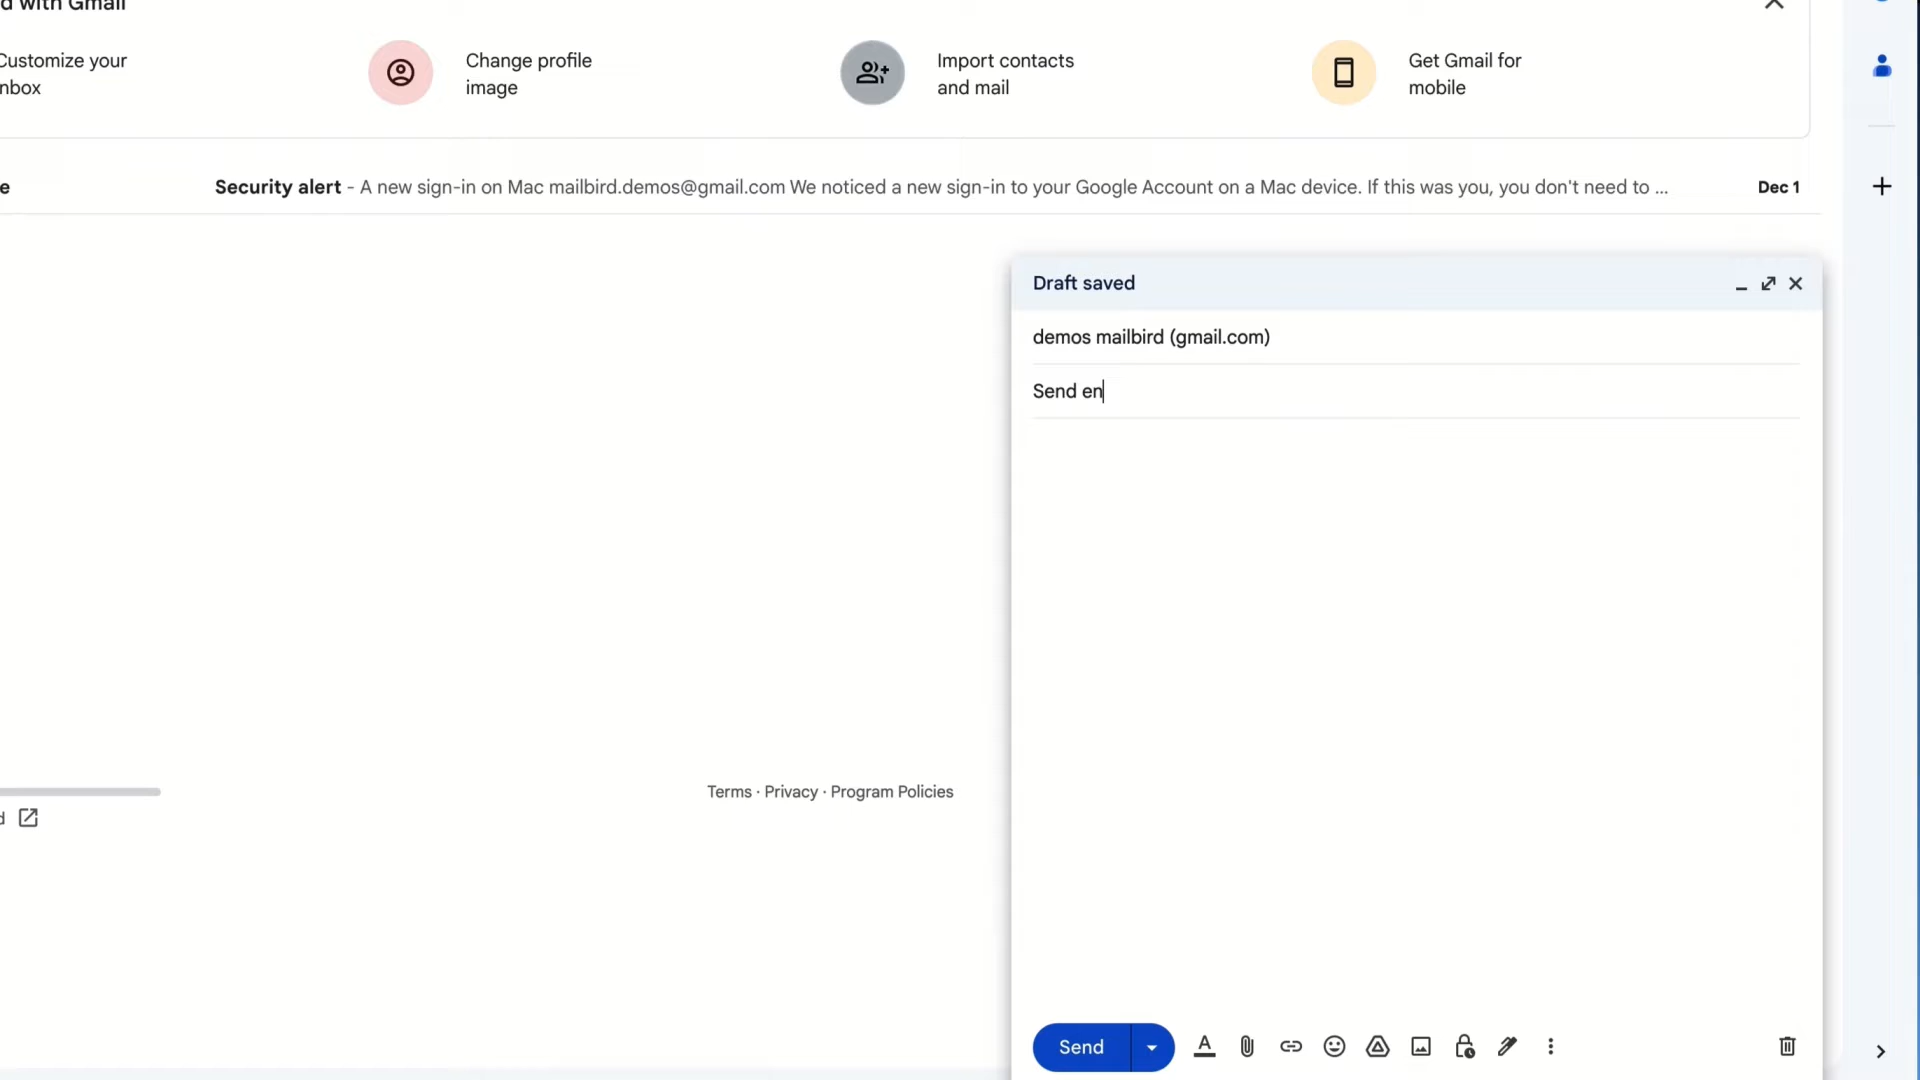 d with Gmail
Customize your
nbox
Change profile
image
Import contacts
and mail
Get Gmail for
mobile
e
Security alert - A new sign-in on Mac mailbird.demos@gmail.com We noticed a new sign-in to your Google Account on a Mac device. If this was you, you don't need to ...
Dec 1
Draft saved
demos mailbird (gmail.com)
Send en
Terms · Privacy · Program Policies
d
Send